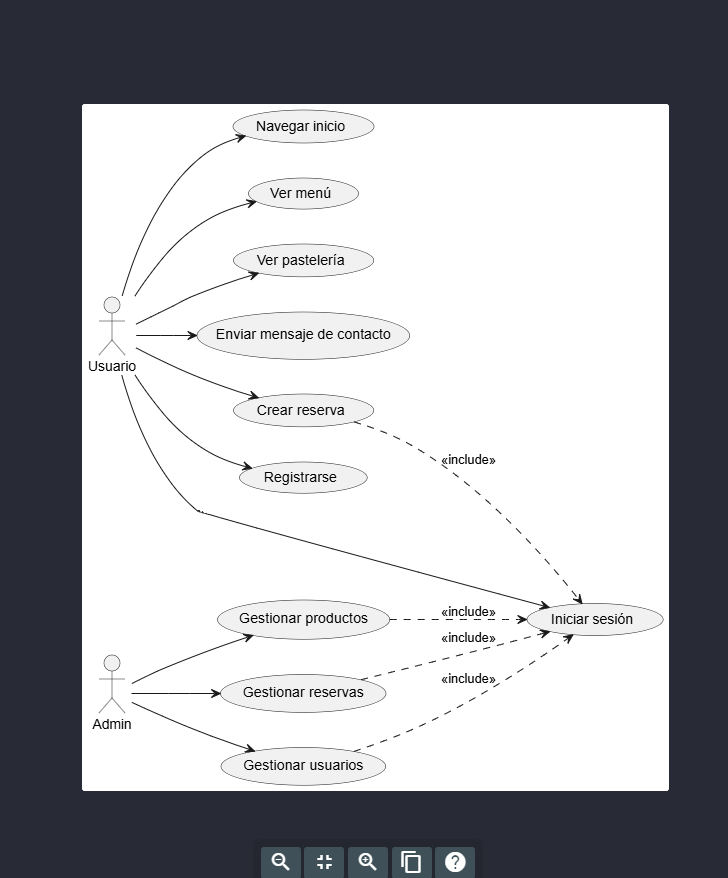 Navegar inicio
Ver menú
Ver pastelería
Enviar mensaje de contacto
Usuario
Crear reserva
«include»
Registrarse
Gestionar productos
«include»
Iniciar sesión
«include»
Gestionar reservas
«include»
Admin
Gestionar usuarios
?